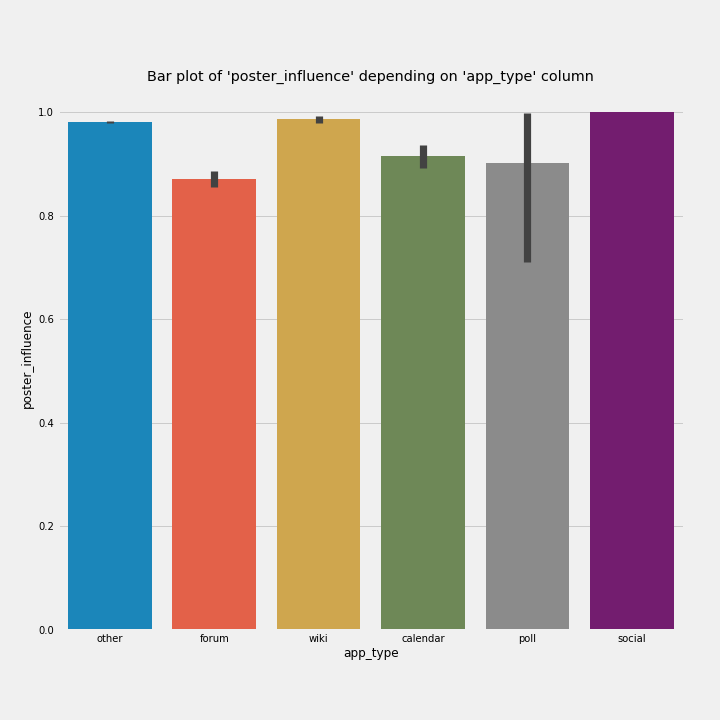 Bar plot of 'poster_influence' depending on 'app_type' column
poster_influence
1.0
0.8
0.6
0.4
0.2
0.0
other forum wiki calendar poll social
app_type